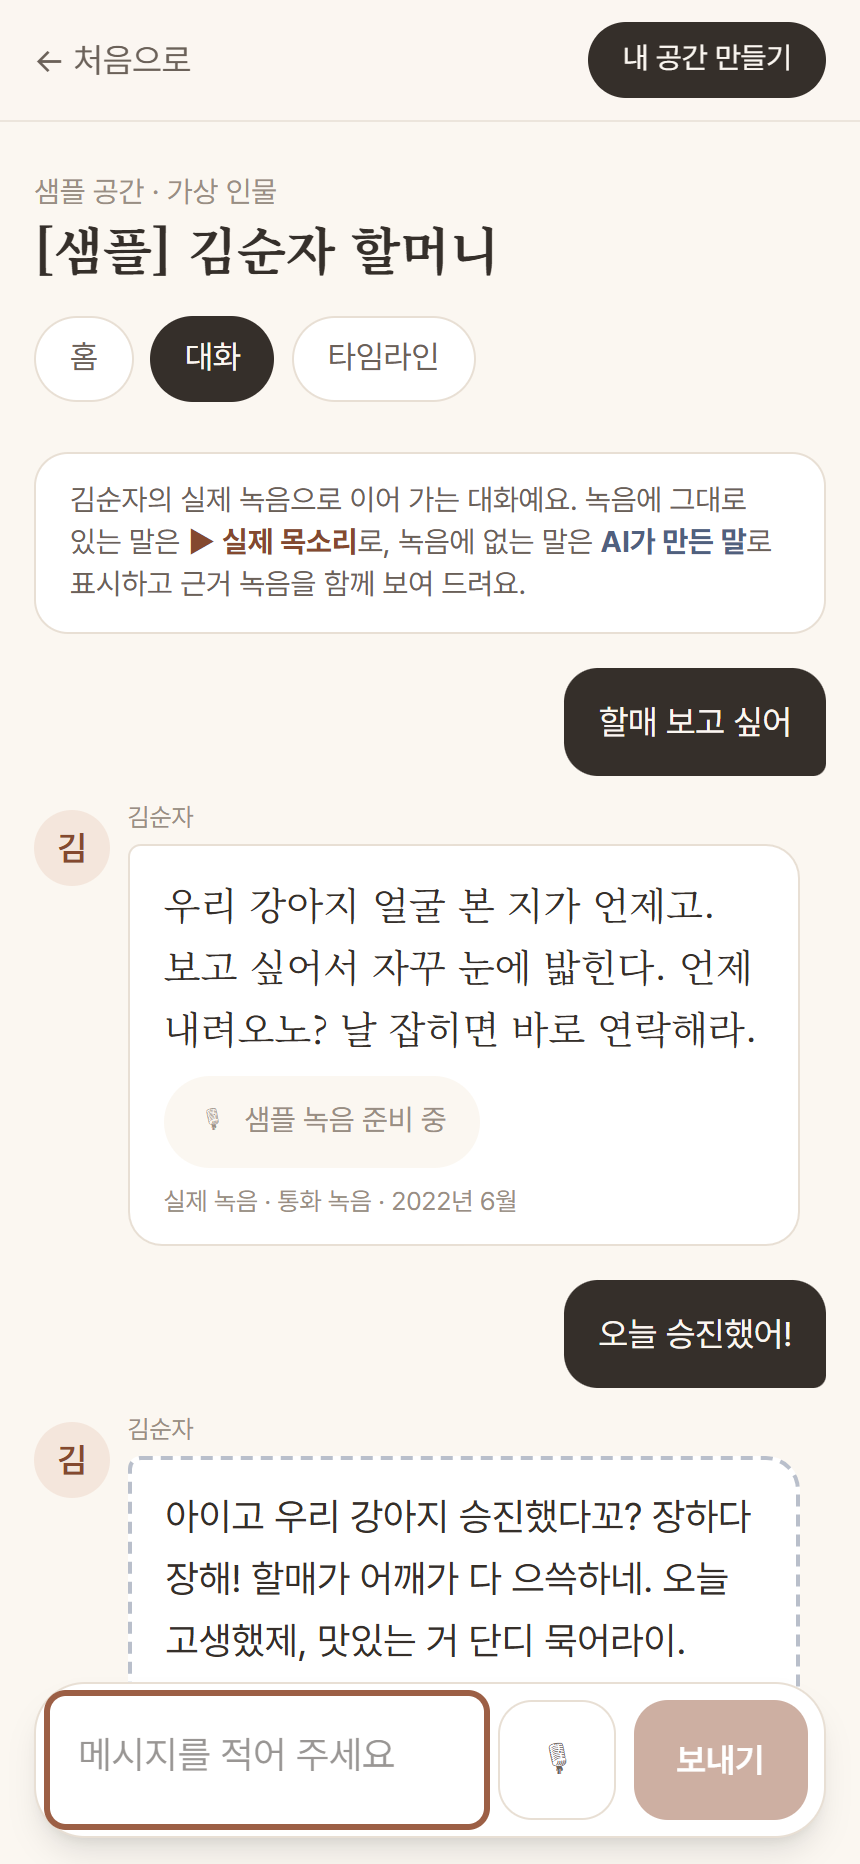 ← 처음으로
내 공간 만들기
샘플 공간 · 가상 인물
[샘플] 김순자 할머니
홈
대화
타임라인
김순자의 실제 녹음으로 이어 가는 대화예요. 녹음에 그대로
있는 말은 ▶ 실제 목소리로, 녹음에 없는 말은 AI가 만든 말로
표시하고 근거 녹음을 함께 보여 드려요.
할매 보고 싶어
김
김순자
우리 강아지 얼굴 본 지가 언제고.
보고 싶어서 자꾸 눈에 밟힌다. 언제
내려오노? 날 잡히면 바로 연락해라.
🎙 샘플 녹음 준비 중
실제 녹음 · 통화 녹음 · 2022년 6월
오늘 승진했어!
김
김순자
아이고 우리 강아지 승진했다꼬? 장하다
장해! 할매가 어깨가 다 으쓱하네. 오늘
고생했제, 맛있는 거 단디 묵어라이.
메시지를 적어 주세요
🎙
보내기